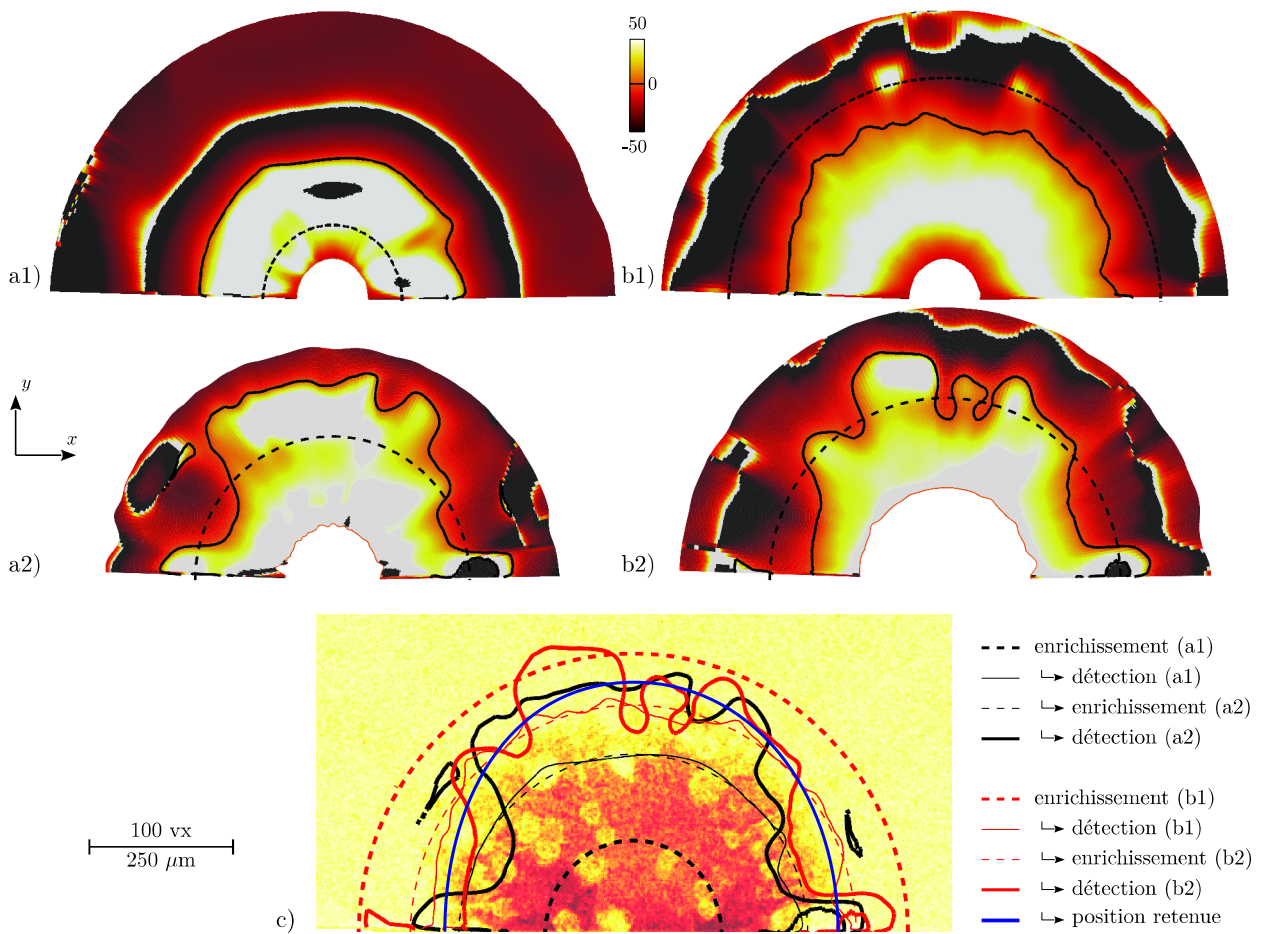 50
0
-50
a1)
b1)
y
x
a2)
b2)
enrichissement (a1)
↳ détection (a1)
↳ enrichissement (a2)
↳ détection (a2)
enrichissement (b1)
↳ détection (b1)
↳ enrichissement (b2)
↳ détection (b2)
↳ position retenue
100 vx
250 μm
c)